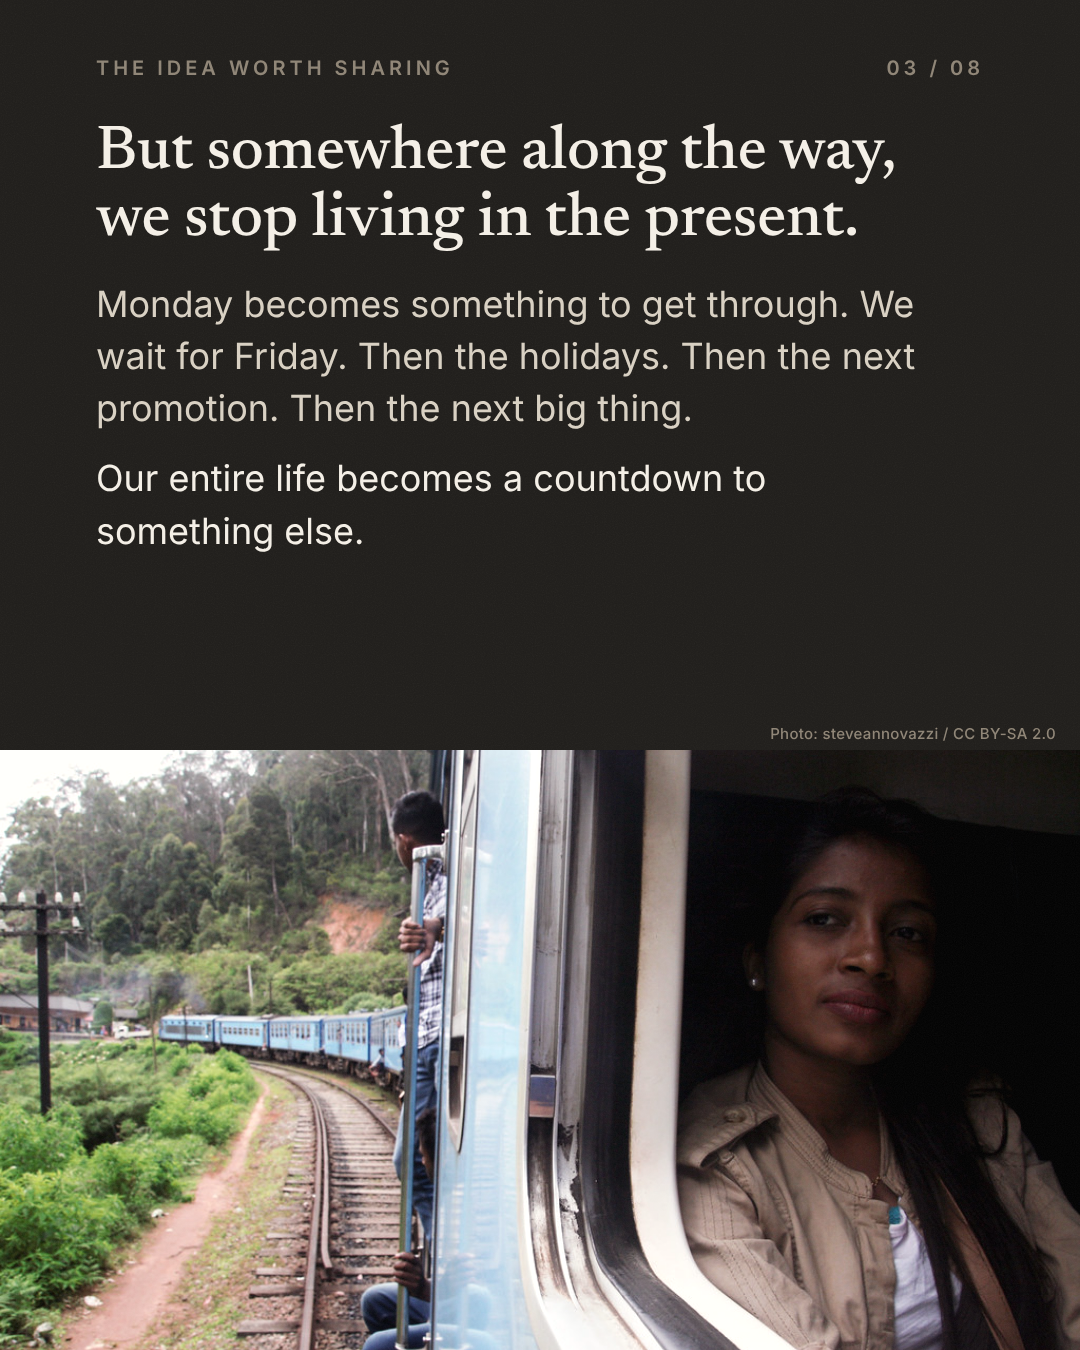 THE IDEA WORTH SHARING
03 / 08
But somewhere along the way,
we stop living in the present.
Monday becomes something to get through. We
wait for Friday. Then the holidays. Then the next
promotion. Then the next big thing.
Our entire life becomes a countdown to
something else.
Photo: steveannovazzi / CC BY-SA 2.0